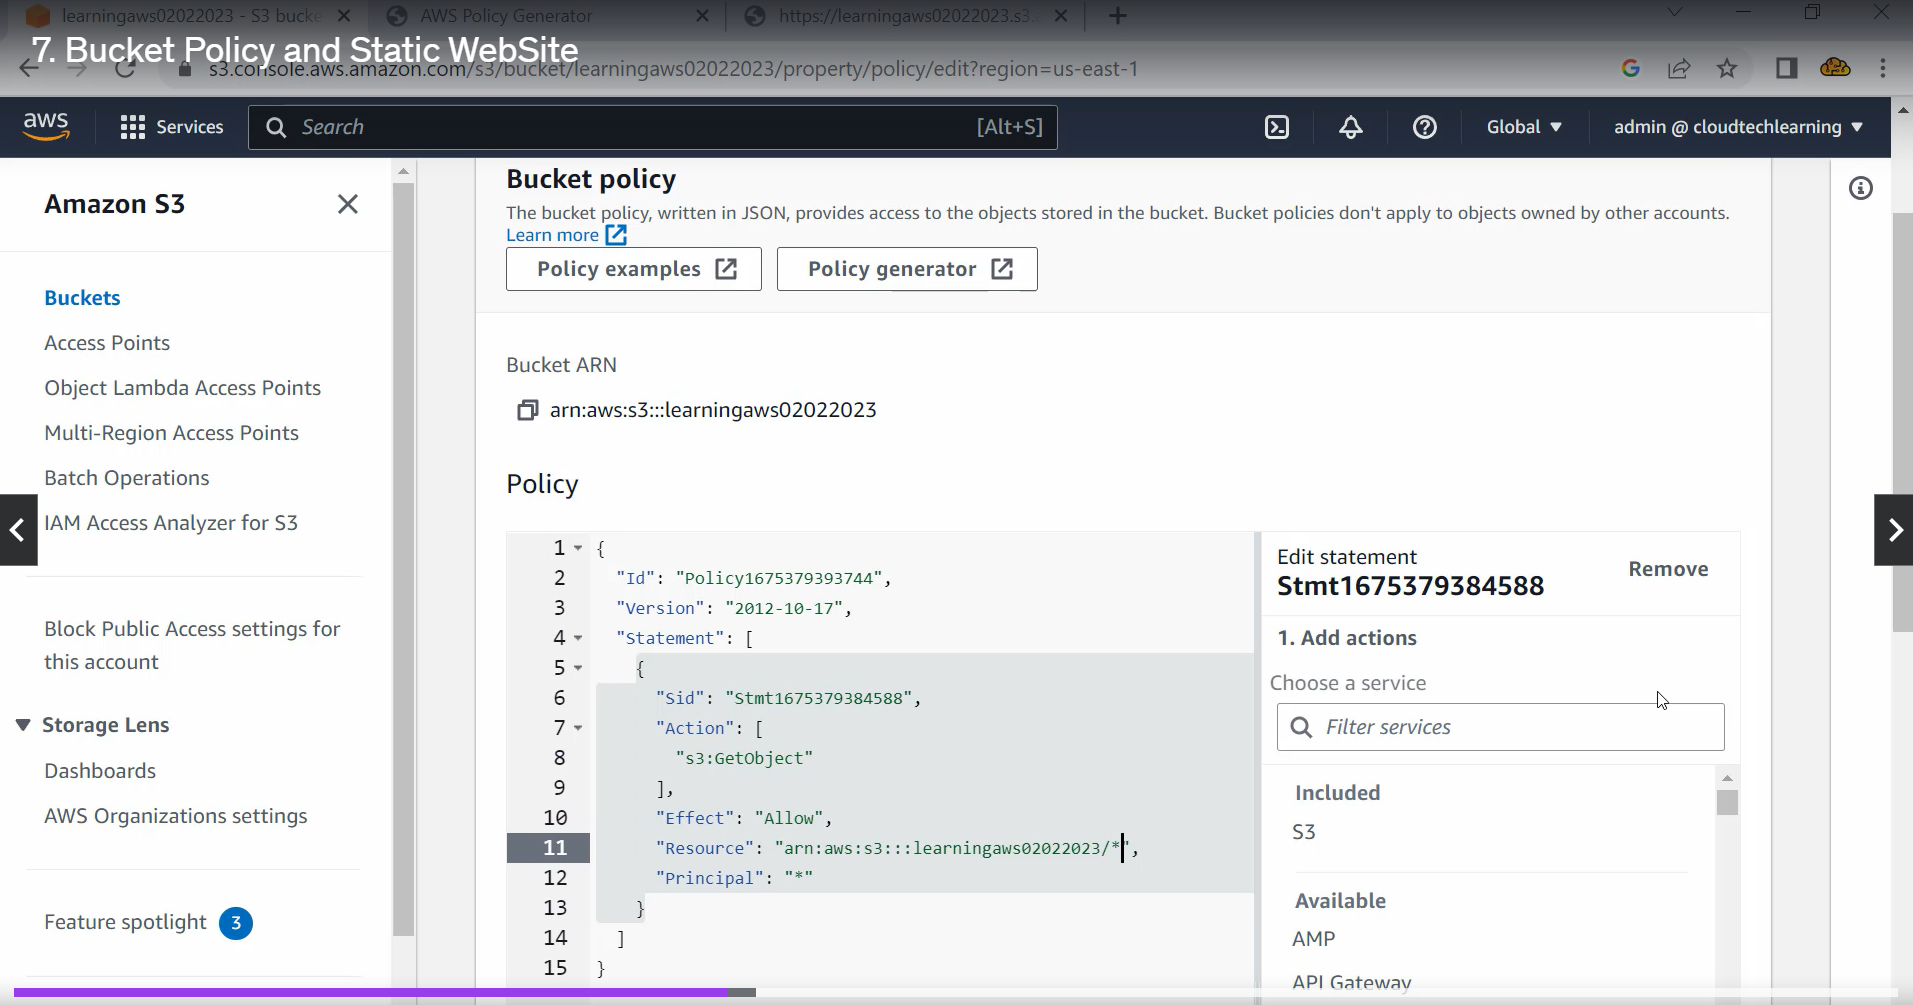 learningaws02022023 - S3 bucke
AWS Policy Generator
https://learningaws02022023.s3.
7. Bucket Policy and Static WebSite
s3.console.aws.amazon.com/s3/bucket/learningaws02022023/property/policy/edit?region=us-east-1
aws
Services
Search
[Alt+S]
Global
admin @ cloudtechlearning
Amazon S3
Buckets
Access Points
Object Lambda Access Points
Multi-Region Access Points
Batch Operations
IAM Access Analyzer for S3
Block Public Access settings for
this account
Storage Lens
Dashboards
AWS Organizations settings
Feature spotlight 3
Bucket policy
The bucket policy, written in JSON, provides access to the objects stored in the bucket. Bucket policies don't apply to objects owned by other accounts.
Learn more
Policy examples
Policy generator
Bucket ARN
arn:aws:s3:::learningaws02022023
Policy
1 {
2 "Id": "Policy1675379393744",
3 "Version": "2012-10-17",
4 "Statement": [
5 {
6 "Sid": "Stmt1675379384588",
7 "Action": [
8 "s3:GetObject"
9 ],
10 "Effect": "Allow",
11 "Resource": "arn:aws:s3:::learningaws02022023/*",
12 "Principal": "*"
13 }
14 ]
15 }
Edit statement
Stmt1675379384588
Remove
1. Add actions
Choose a service
Filter services
Included
S3
Available
AMP
API Gateway